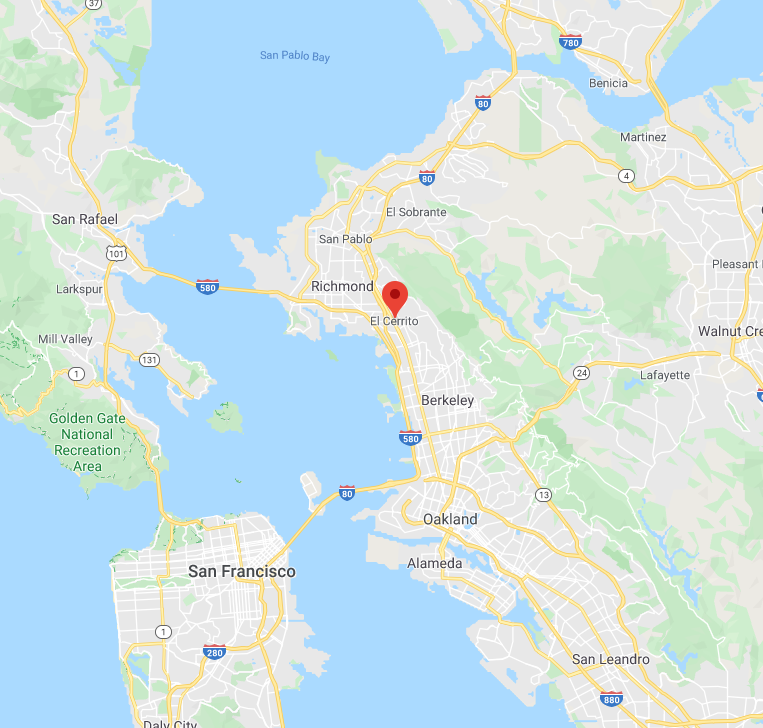 37
San Pablo Bay
780
Benicia
80
Martinez
80
4
El Sobrante
San Rafael
San Pablo
101
Pleasant
580
Larkspur
Richmond
El Cerrito
Mill Valley
Walnut Cre
131
1
24
Lafayette
Berkeley
Golden Gate
National
Recreation
Area
580
80
13
Oakland
Alameda
San Francisco
1
280
San Leandro
880
Daly City